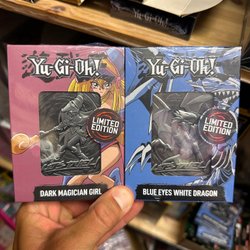 Yu-Gi-Oh!
LIMITED
EDITION
DARK MAGICIAN GIRL
Yu-Gi-Oh!
LIMITED
EDITION
BLUE EYES WHITE DRAGON